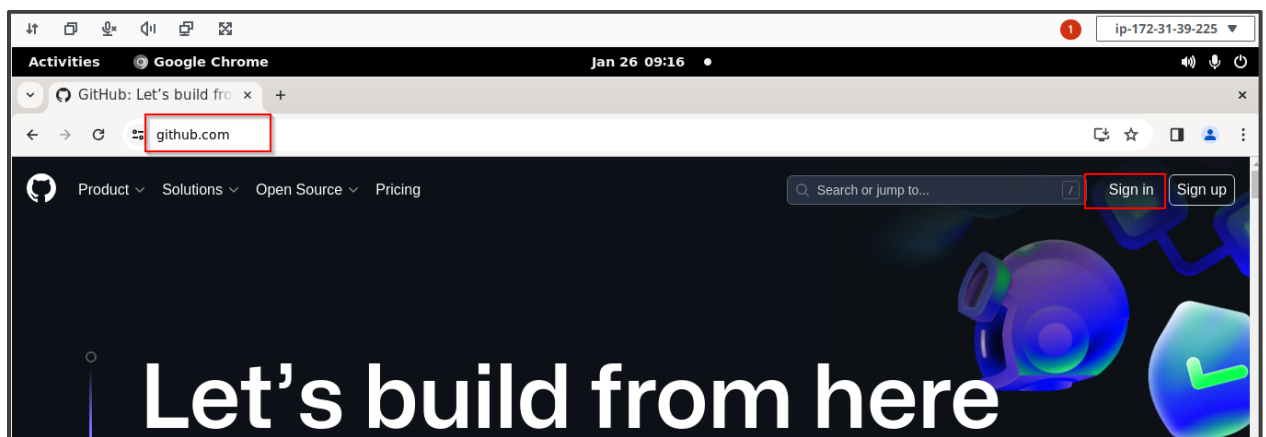 1 ip-172-31-39-225
Activities Google Chrome Jan 26 09:16
GitHub: Let's build fro
github.com
Product Solutions Open Source Pricing Search or jump to... / Sign in Sign up
Let's build from here